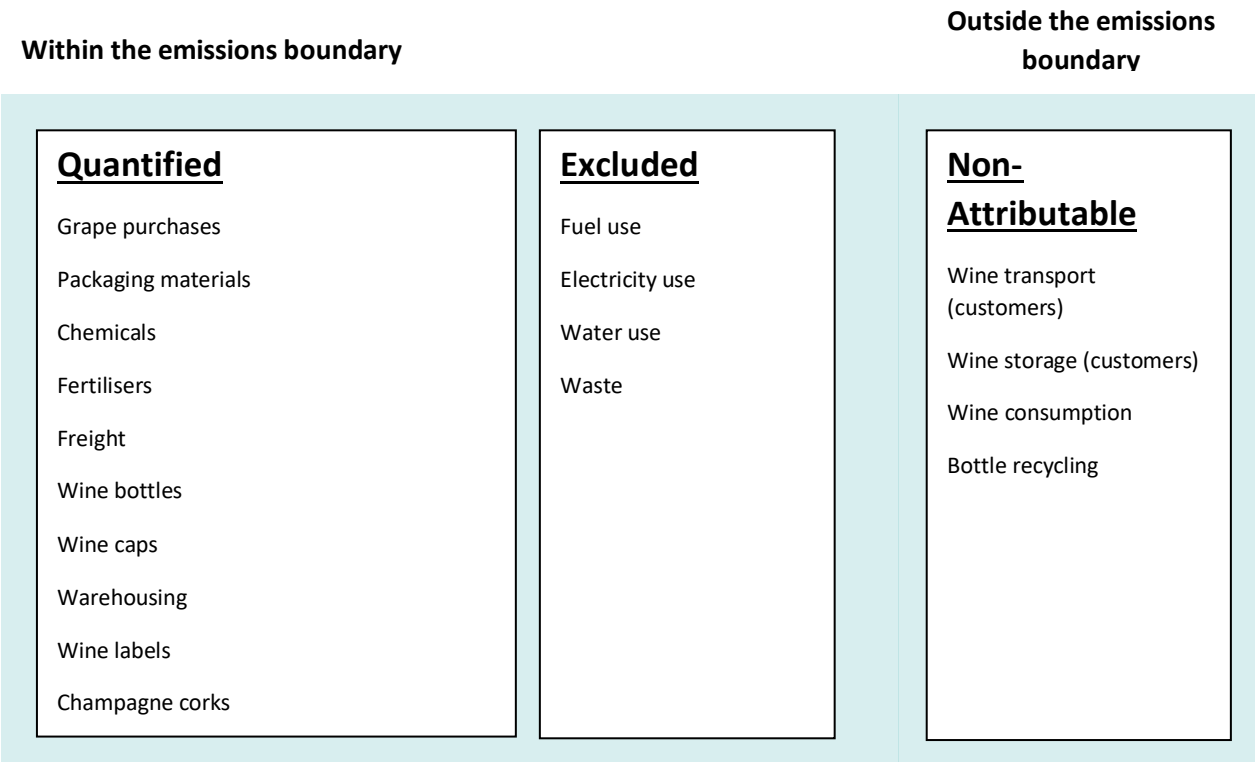 Within the emissions boundary
Outside the emissions
boundary
Quantified
Grape purchases
Packaging materials
Chemicals
Fertilisers
Freight
Wine bottles
Wine caps
Warehousing
Wine labels
Champagne corks
Excluded
Fuel use
Electricity use
Water use
Waste
Non-
Attributable
Wine transport
(customers)
Wine storage (customers)
Wine consumption
Bottle recycling